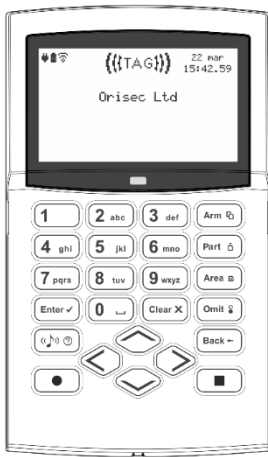 (((TAG))) 22 mar
15:42.59
Orisec Ltd
1 2 abc 3 def Arm
4 ghi 5 jkl 6 mno Part
7 pqrs 8 tuv 9 wxyz Area
Enter ✓ 0 Clear X Omit
Back ←